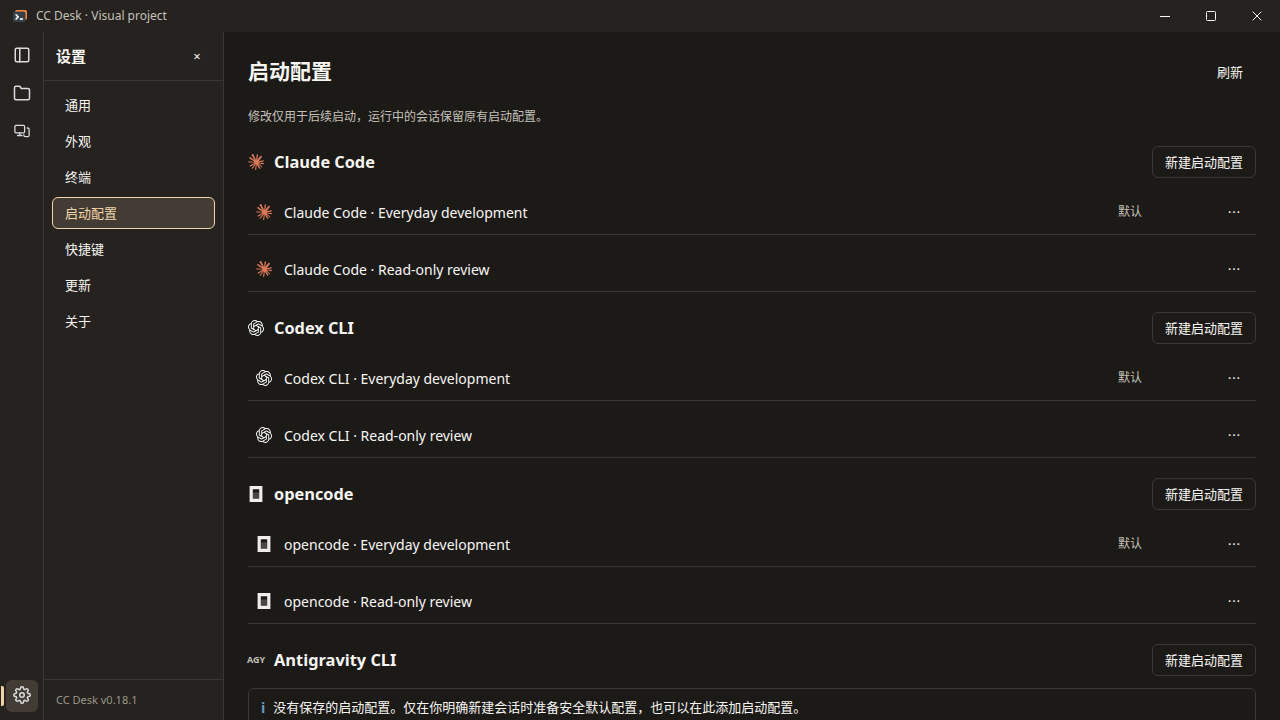 CC Desk · Visual project
设置
×
通用
外观
终端
启动配置
快捷键
更新
关于
CC Desk v0.18.1
启动配置
刷新
修改仅用于后续启动，运行中的会话保留原有启动配置。
Claude Code
新建启动配置
Claude Code · Everyday development
默认
···
Claude Code · Read-only review
···
Codex CLI
新建启动配置
Codex CLI · Everyday development
默认
···
Codex CLI · Read-only review
···
opencode
新建启动配置
opencode · Everyday development
默认
···
opencode · Read-only review
···
AGY Antigravity CLI
新建启动配置
i 没有保存的启动配置。仅在你明确新建会话时准备安全默认配置，也可以在此添加启动配置。